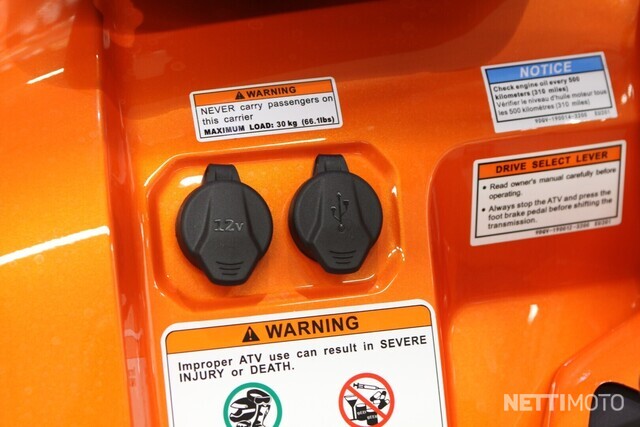 WARNING
NEVER carry passengers on
this carrier
MAXIMUM LOAD: 30 kg (66.1lbs)
NOTICE
Check engine oil every 500
kilometers (310 miles)
Vérifier le niveau d'huile moteur tous
les 500 kilomètres (310 miles)
DRIVE SELECT LEVER
• Read owner's manual carefully before
operating.
• Always stop the ATV and press the
foot brake pedal before shifting the
transmission.
12V
WARNING
Improper ATV use can result in SEVERE
INJURY or DEATH.
NETTIMOTO